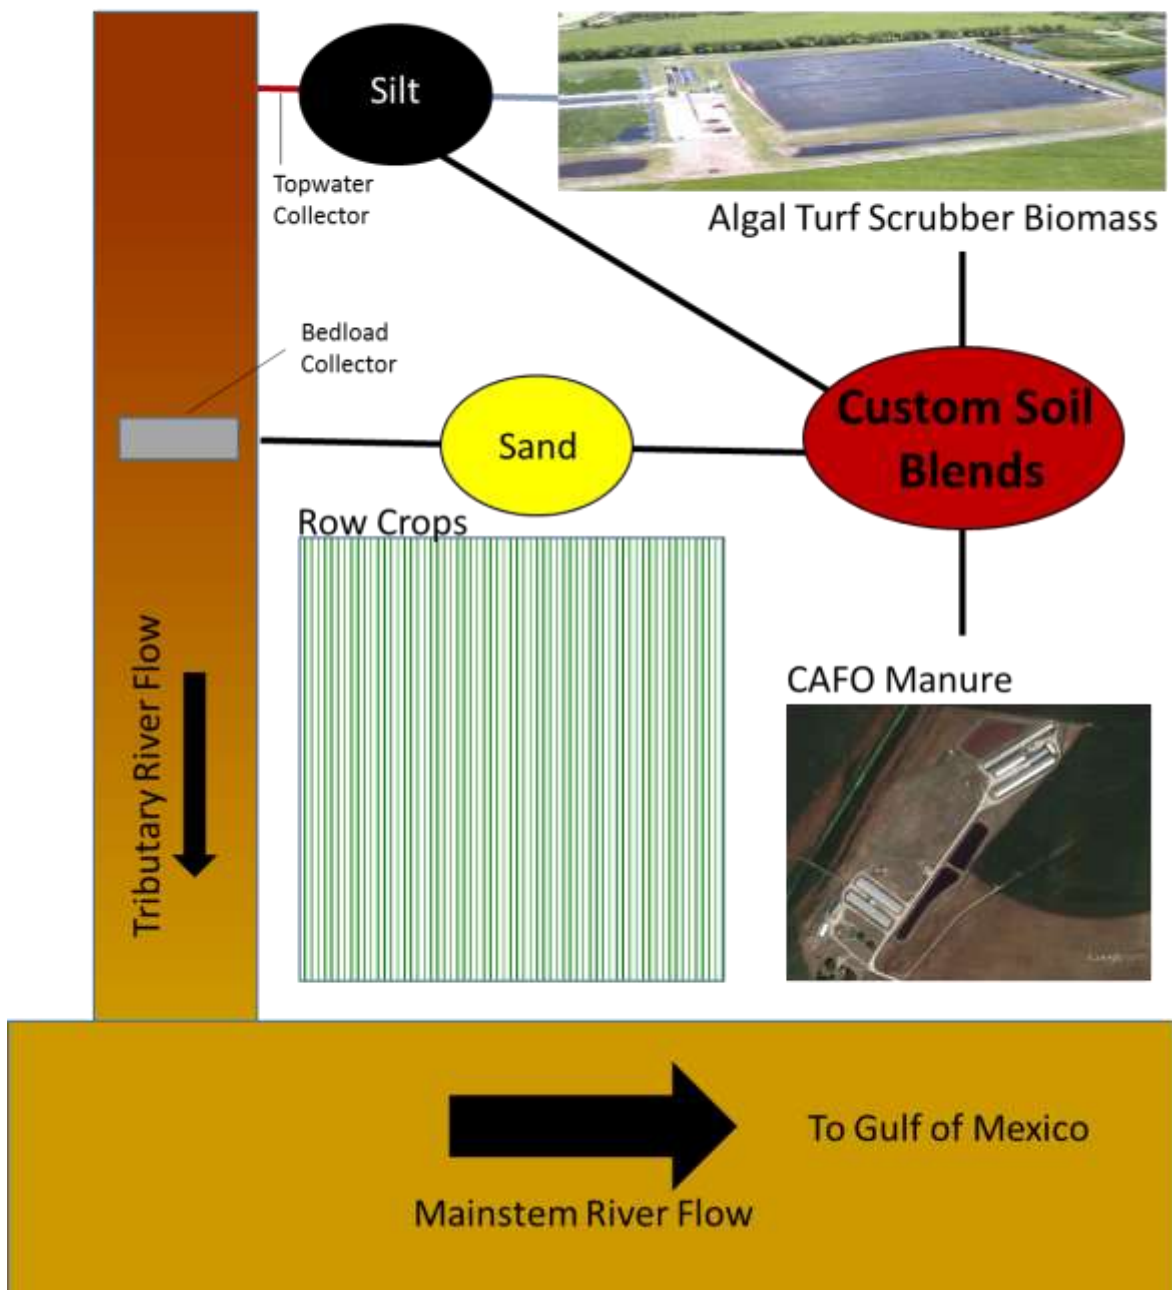 Silt
Topwater
Collector
Algal Turf Scrubber Biomass
Bedload
Collector
Custom Soil
Blends
Sand
Row Crops
Tributary River Flow
CAFO Manure
To Gulf of Mexico
Mainstem River Flow